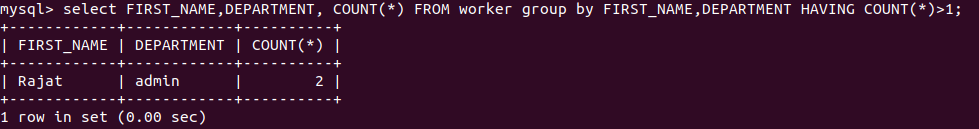 mysql> select FIRST_NAME,DEPARTMENT, COUNT(*) FROM worker group by FIRST_NAME,DEPARTMENT HAVING COUNT(*)>1;
+------------+------------+----------+
| FIRST_NAME | DEPARTMENT | COUNT(*) |
+------------+------------+----------+
| Rajat      | admin      |        2 |
+------------+------------+----------+
1 row in set (0.00 sec)